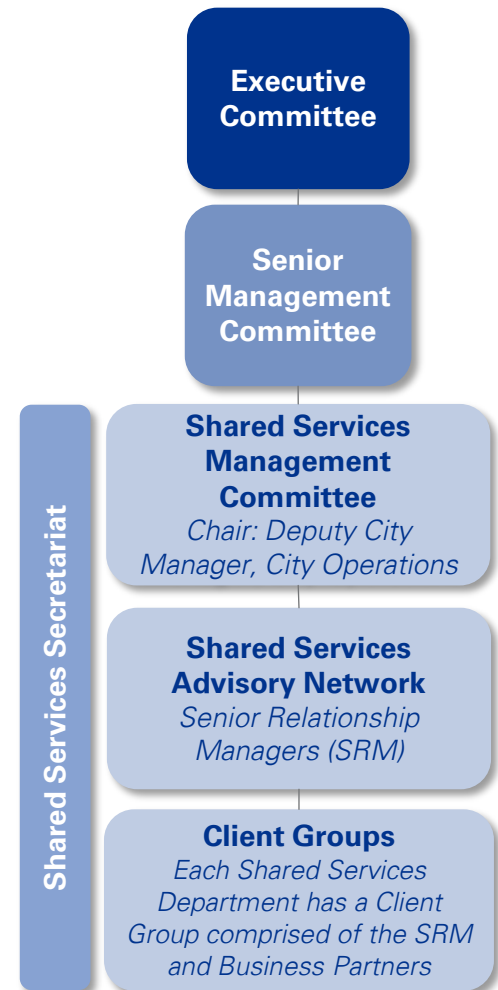 Executive
Committee
Senior
Management
Committee
Shared Services Secretariat
Shared Services
Management
Committee
Chair: Deputy City
Manager, City Operations
Shared Services
Advisory Network
Senior Relationship
Managers (SRM)
Client Groups
Each Shared Services
Department has a Client
Group comprised of the SRM
and Business Partners